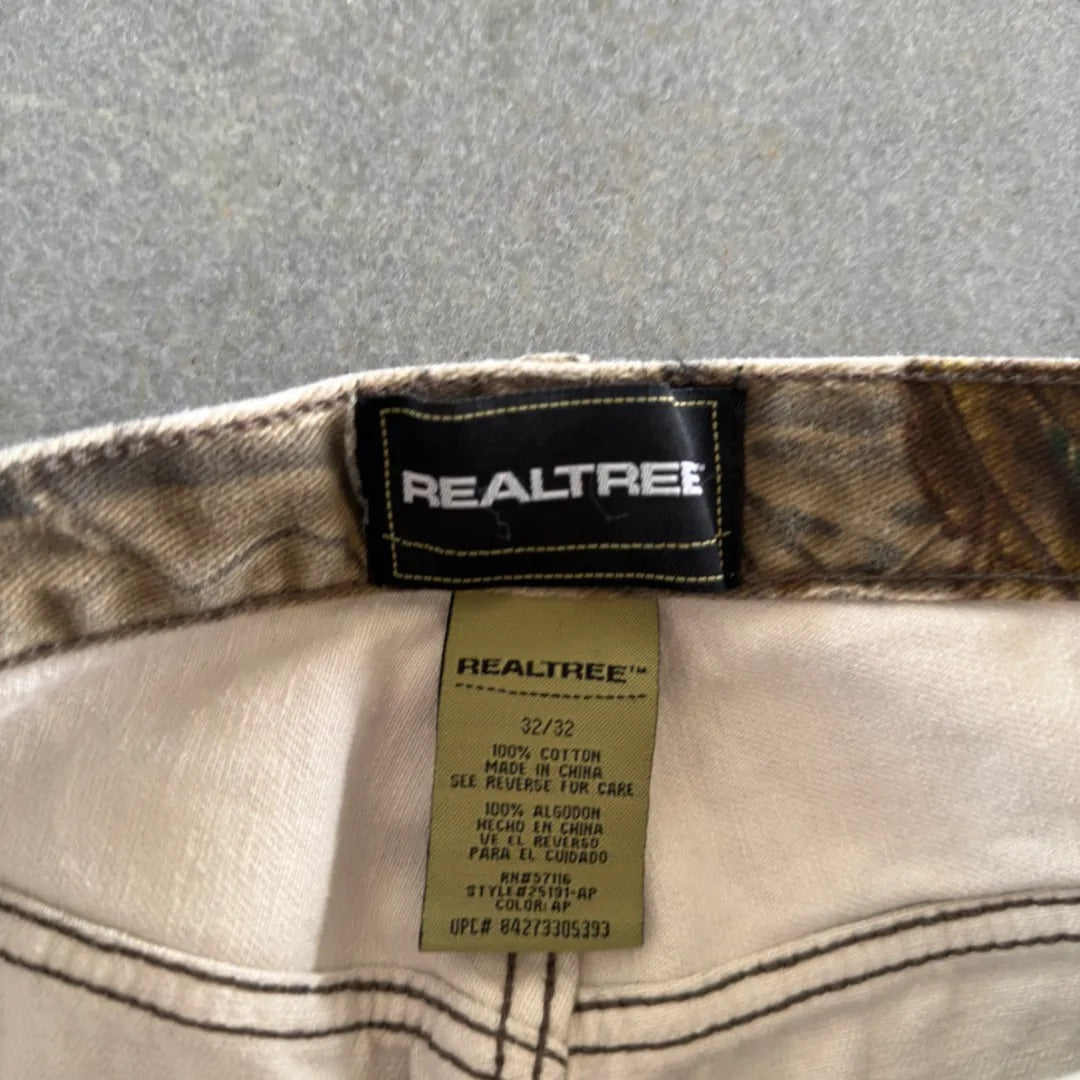 REALTREE™
REALTREE™
32/32
100% COTTON
MADE IN CHINA
SEE REVERSE FOR CARE
100% ALGODON
HECHO EN CHINA
VE EL REVERSO
PARA EL CUIDADO
RN#57116
STYLE#25191-AP
COLOR: AP
UPC# 84273305393